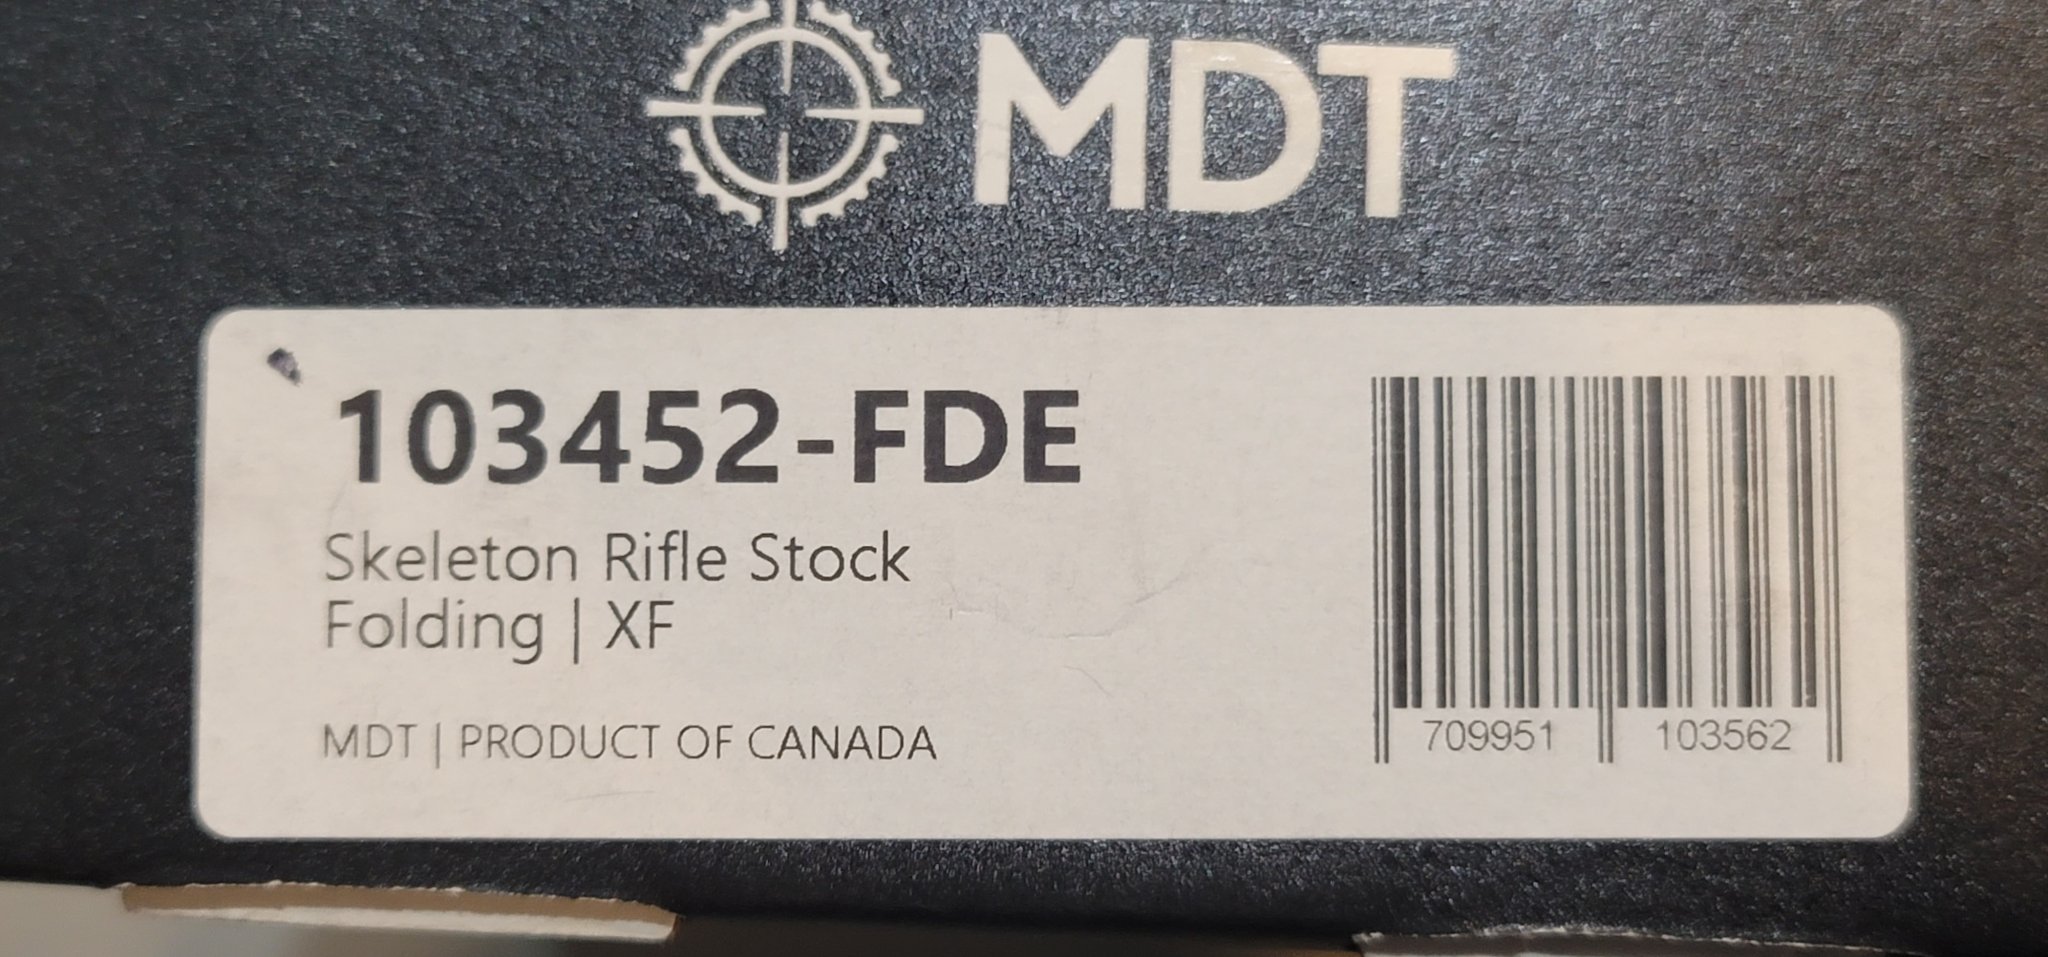 MDT
103452-FDE
Skeleton Rifle Stock
Folding | XF
MDT | PRODUCT OF CANADA
709951 103562